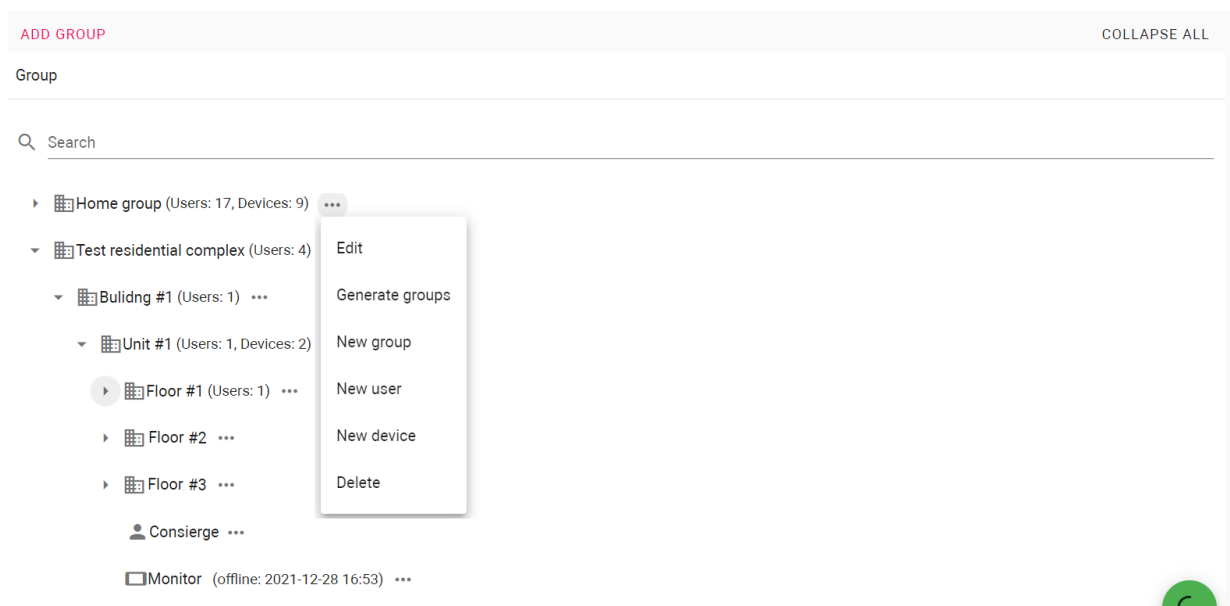 ADD GROUP COLLAPSE ALL
Group
Search
Home group (Users: 17, Devices: 9) •••
Test residential complex (Users: 4)
Edit
Bulidng #1 (Users: 1) •••
Generate groups
Unit #1 (Users: 1, Devices: 2)
New group
Floor #1 (Users: 1) •••
New user
Floor #2 •••
New device
Floor #3 •••
Delete
Consierge •••
Monitor (offline: 2021-12-28 16:53) •••